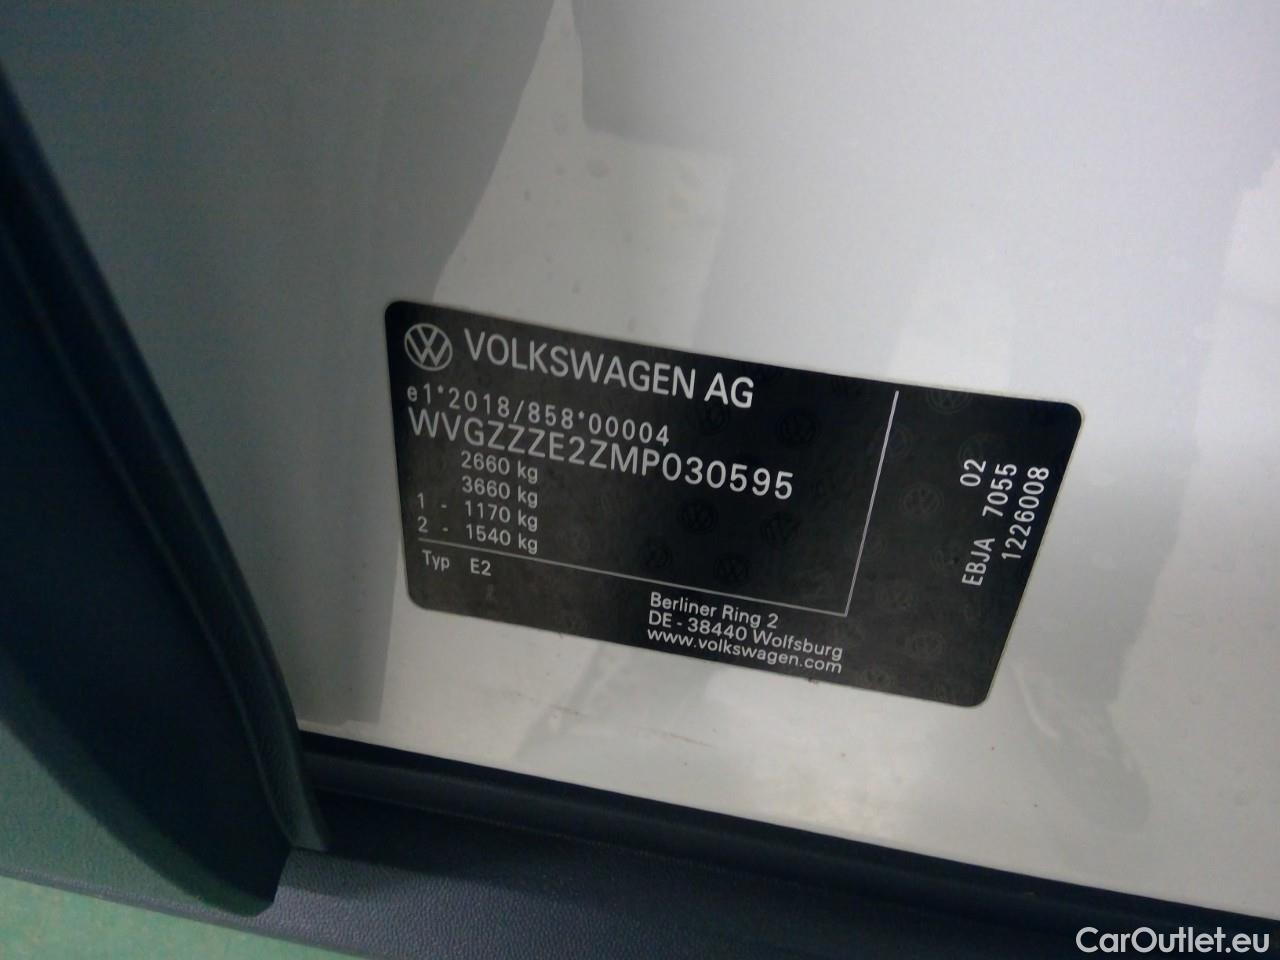 VOLKSWAGEN AG
e1*2018/858*00004
WVGZZZE2ZMP030595
2660 kg
3660 kg
1 - 1170 kg
2 - 1540 kg
Typ E2
Berliner Ring 2
DE - 38440 Wolfsburg
www.volkswagen.com
02
EBJA 7055
1226008
CarOutlet.eu